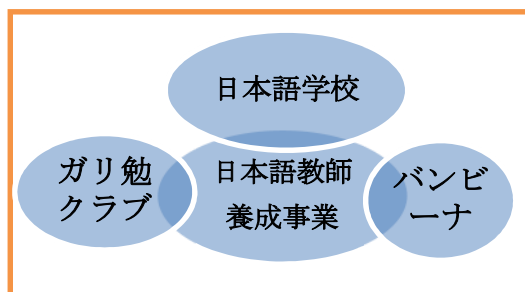 日本語学校
ガリ勉
クラブ
日本語教師
養成事業
バンビ
ーナ